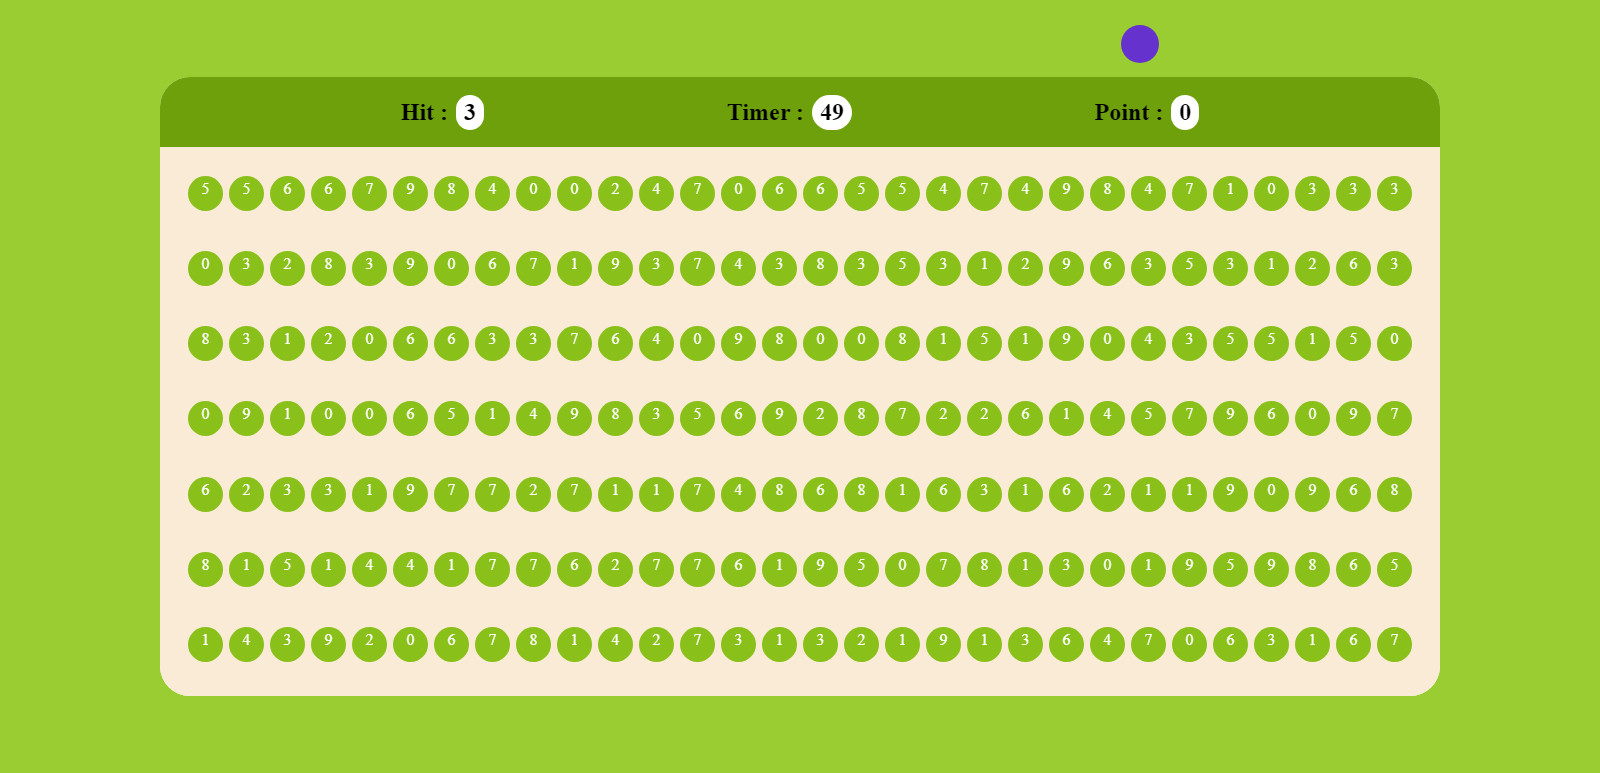 Hit : 3 Timer : 49 Point : 0
5 5 6 6 7 9 8 4 0 0 2 4 7 0 6 6 5 5 4 7 4 9 8 4 7 1 0 3 3 3
0 3 2 8 3 9 0 6 7 1 9 3 7 4 3 8 3 5 3 1 2 9 6 3 5 3 1 2 6 3
8 3 1 2 0 6 6 3 3 7 6 4 0 9 8 0 0 8 1 5 1 9 0 4 3 5 5 1 5 0
0 9 1 0 0 6 5 1 4 9 8 3 5 6 9 2 8 7 2 2 6 1 4 5 7 9 6 0 9 7
6 2 3 3 1 9 7 7 2 7 1 1 7 4 8 6 8 1 6 3 1 6 2 1 1 9 0 9 6 8
8 1 5 1 4 4 1 7 7 6 2 7 7 6 1 9 5 0 7 8 1 3 0 1 9 5 9 8 6 5
1 4 3 9 2 0 6 7 8 1 4 2 7 3 1 3 2 1 9 1 3 6 4 7 0 6 3 1 6 7